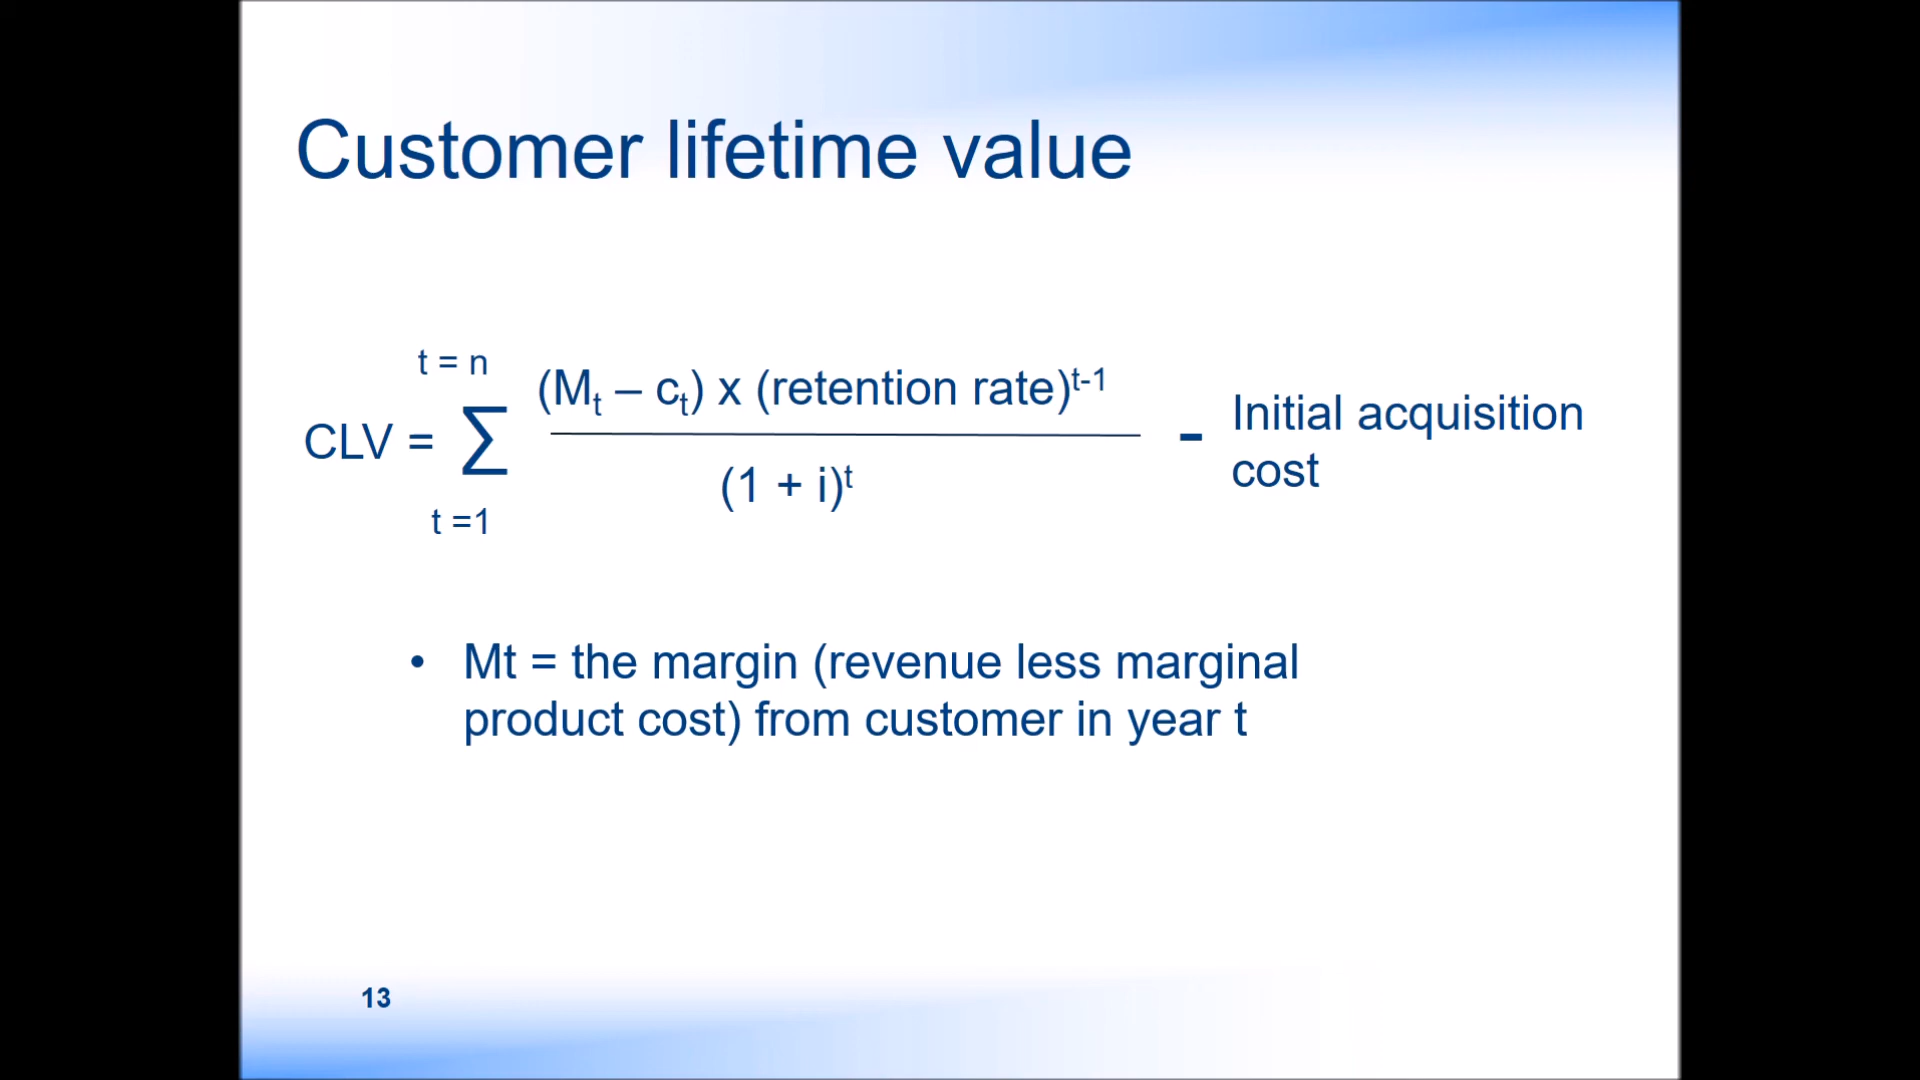 Customer lifetime value
t = n
(Mt – ct) x (retention rate)t-1
CLV = ∑ - Initial acquisition
cost
(1 + i)t
t =1
• Mt = the margin (revenue less marginal
product cost) from customer in year t
13